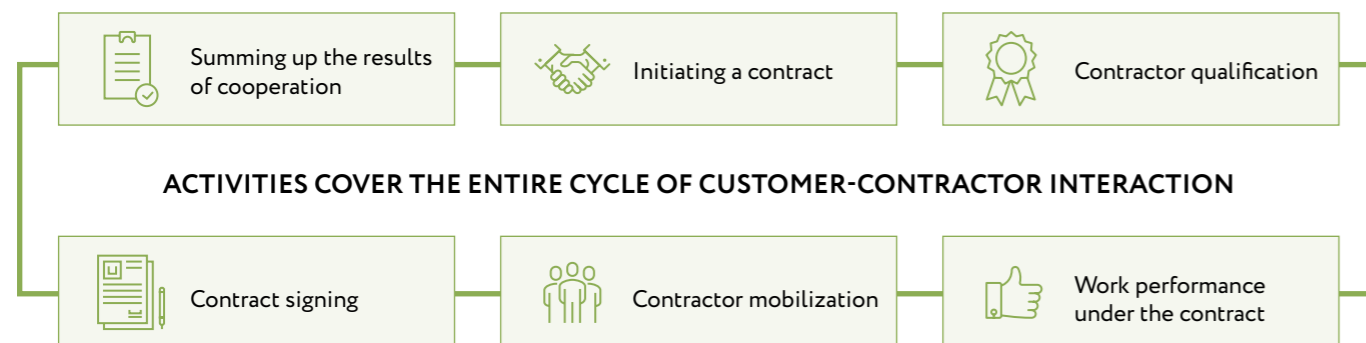 Summing up the results
of cooperation
Initiating a contract
Contractor qualification
ACTIVITIES COVER THE ENTIRE CYCLE OF CUSTOMER-CONTRACTOR INTERACTION
Contract signing
Contractor mobilization
Work performance
under the contract